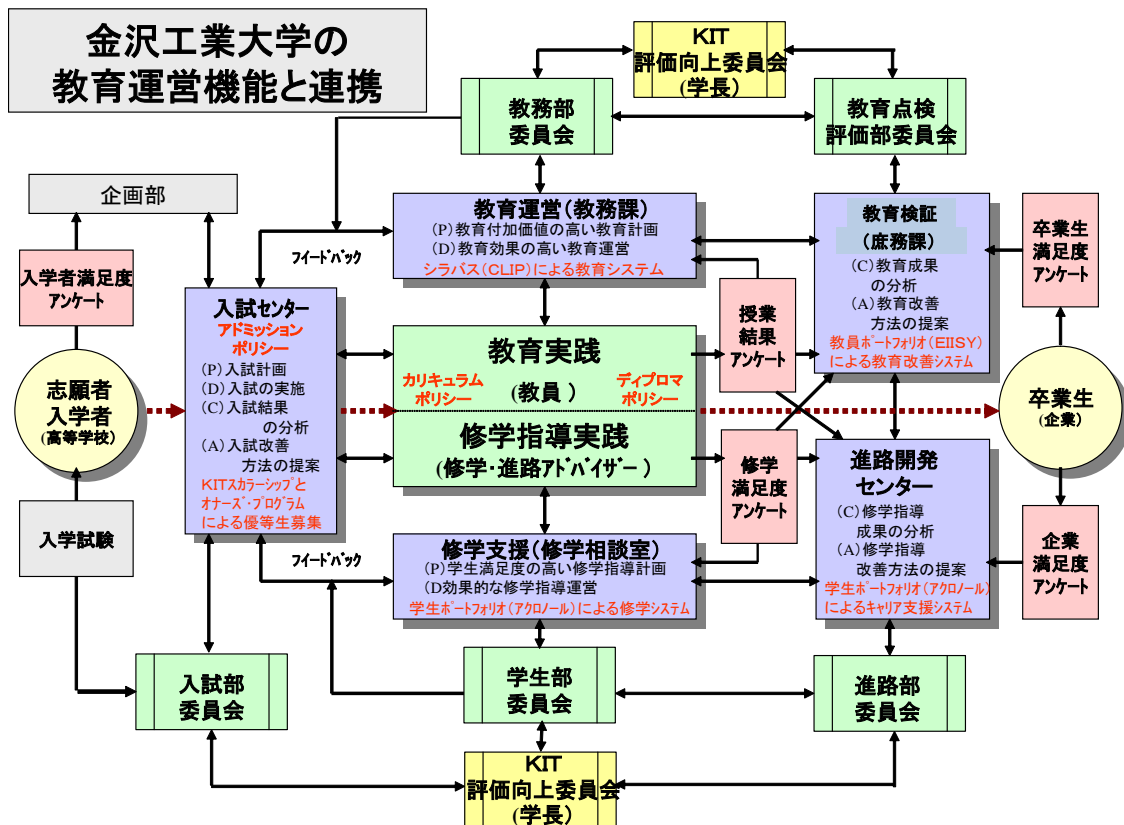 金沢工業大学の
教育運営機能と連携
KIT
評価向上委員会
(学長)
教務部
委員会
教育点検
評価部委員会
企画部
教育運営(教務課)
(P)教育付加価値の高い教育計画
(D)教育効果の高い教育運営
シラバス(CLIP)による教育システム
フィードバック
教育検証
(庶務課)
(C)教育成果
の分析
(A)教育改善
方法の提案
教員ポートフォリオ(EIISY)
による教育改善システム
卒業生
満足度
アンケート
入学者満足度
アンケート
入試センター
アドミッション
ポリシー
(P)入試計画
(D)入試の実施
(C)入試結果
の分析
(A)入試改善
方法の提案
KITスカラーシップと
オナーズ・プログラム
による優等生募集
授業
結果
アンケート
教育実践
(教員)
カリキュラム
ポリシー
ディプロマ
ポリシー
修学指導実践
(修学・進路アドバイザー)
志願者
入学者
(高等学校)
卒業生
(企業)
修学
満足度
アンケート
進路開発
センター
(C)修学指導
成果の分析
(A)修学指導
改善方法の提案
学生ポートフォリオ(アクロノール)
によるキャリア支援システム
企業
満足度
アンケート
入学試験
フィードバック
修学支援(修学相談室)
(P)学生満足度の高い修学指導計画
(D効果的な修学指導運営
学生ポートフォリオ(アクロノール)による修学システム
入試部
委員会
学生部
委員会
進路部
委員会
KIT
評価向上委員会
(学長)